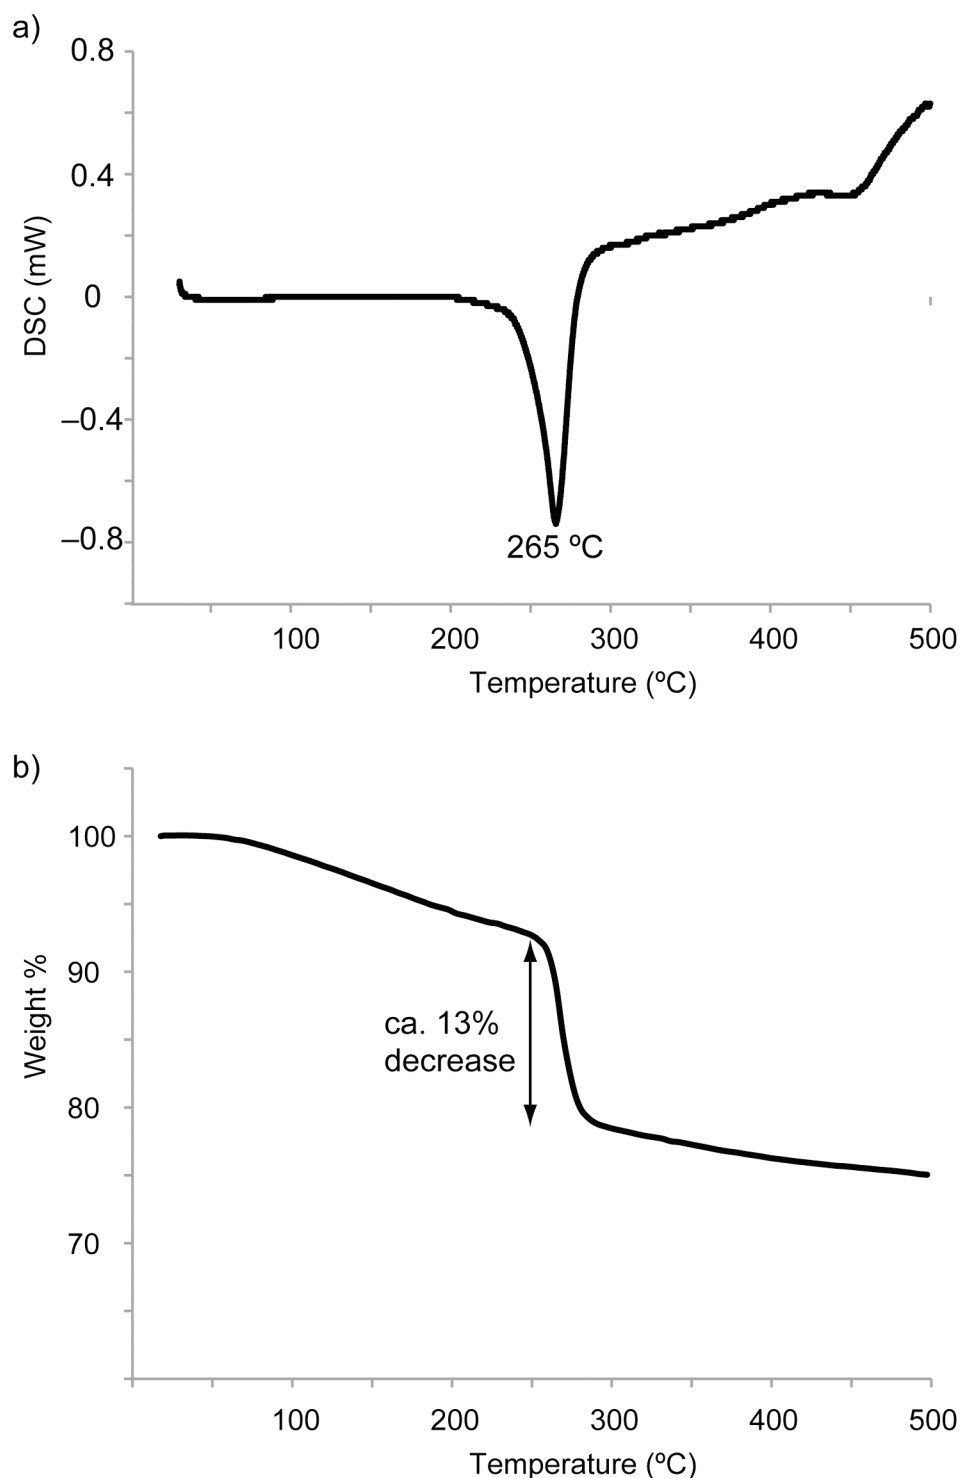 a)
0.8
0.4
0
–0.4
–0.8
DSC (mW)
265 ºC
100 200 300 400 500
Temperature (ºC)
b)
100
90
80
70
Weight %
ca. 13%
decrease
100 200 300 400 500
Temperature (ºC)